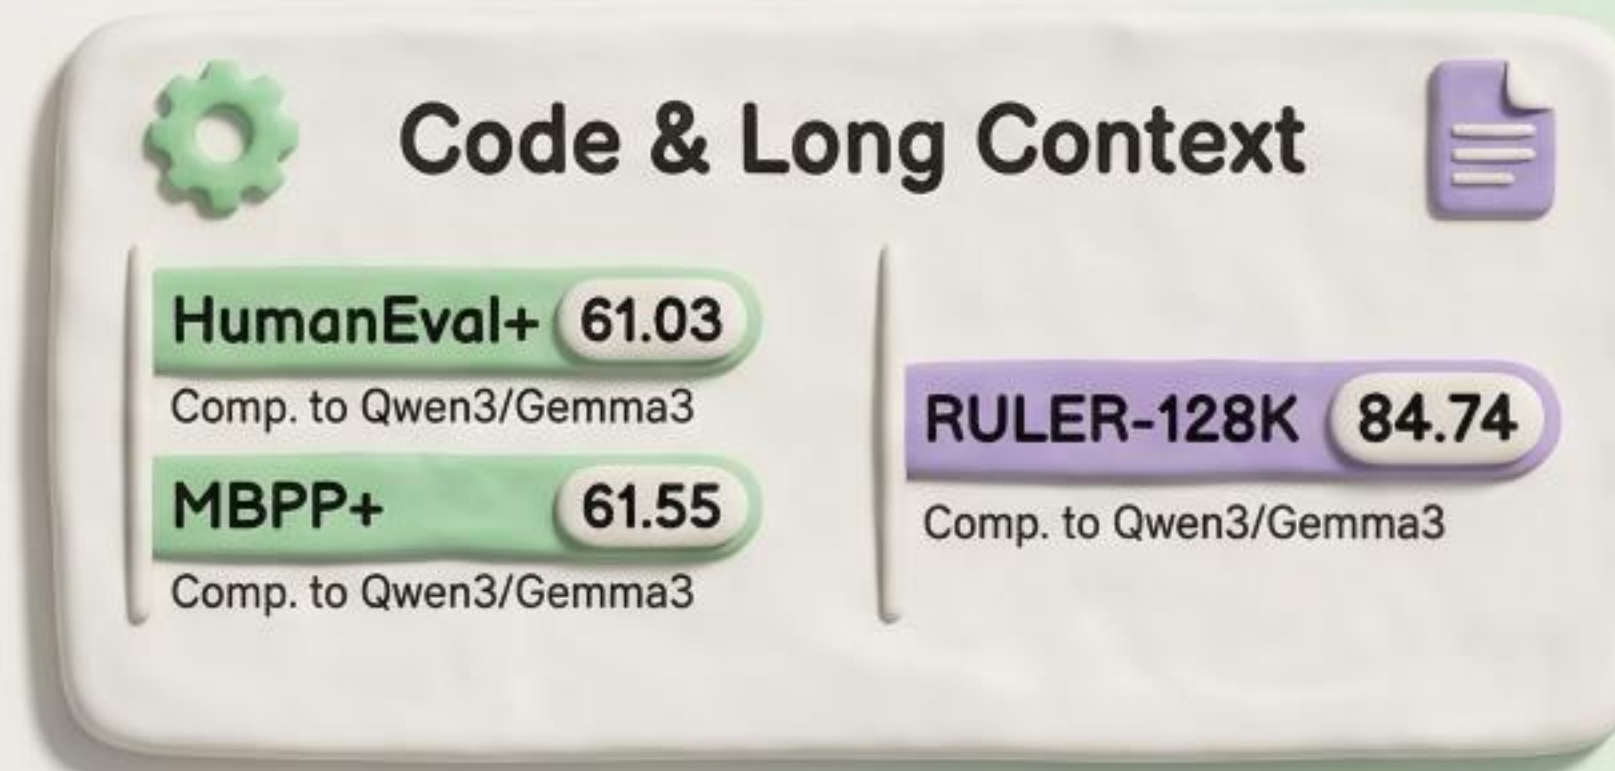 Code & Long Context
HumanEval+ 61.03
Comp. to Qwen3/Gemma3
MBPP+ 61.55
Comp. to Qwen3/Gemma3
RULER-128K 84.74
Comp. to Qwen3/Gemma3